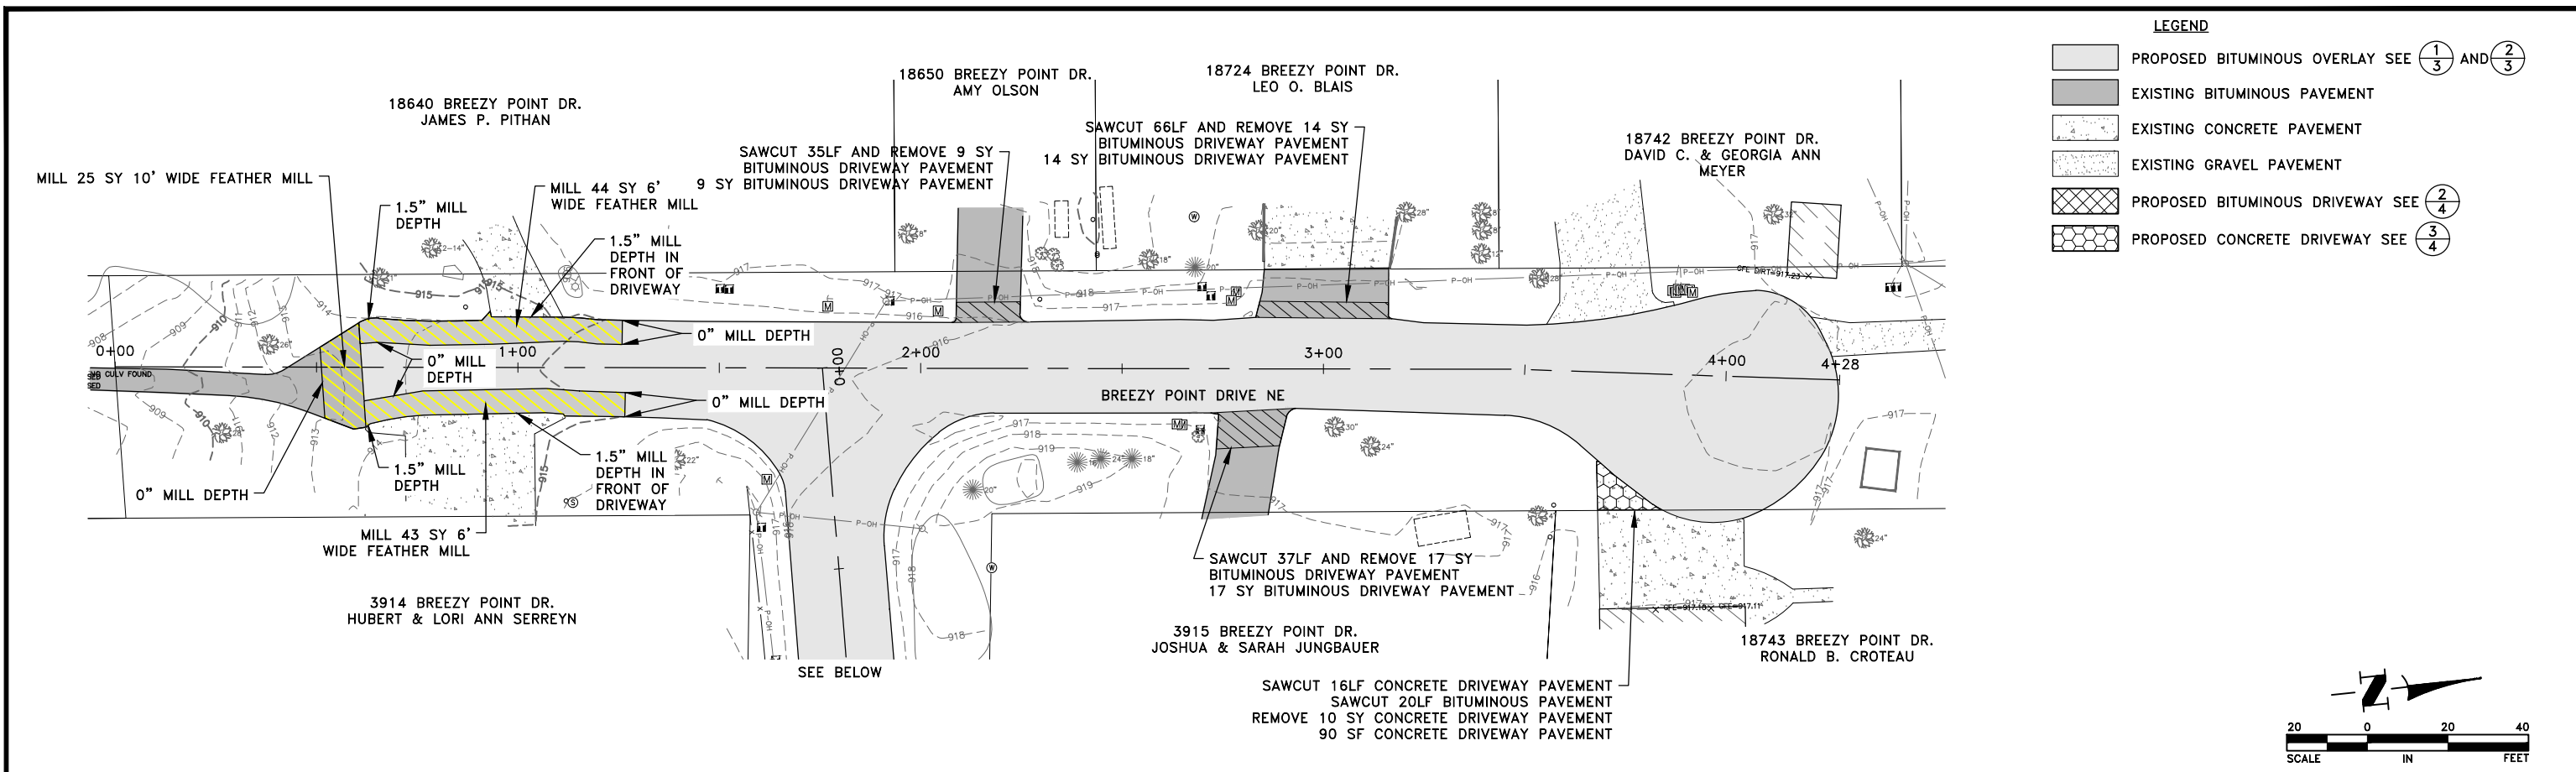 LEGEND
PROPOSED BITUMINOUS OVERLAY SEE 1/3 AND 2/3
EXISTING BITUMINOUS PAVEMENT
EXISTING CONCRETE PAVEMENT
EXISTING GRAVEL PAVEMENT
PROPOSED BITUMINOUS DRIVEWAY SEE 2/4
PROPOSED CONCRETE DRIVEWAY SEE 3/4
18640 BREEZY POINT DR.
JAMES P. PITHAN
18650 BREEZY POINT DR.
AMY OLSON
18724 BREEZY POINT DR.
LEO O. BLAIS
18742 BREEZY POINT DR.
DAVID C. & GEORGIA ANN
MEYER
SAWCUT 35LF AND REMOVE 9 SY
BITUMINOUS DRIVEWAY PAVEMENT
9 SY BITUMINOUS DRIVEWAY PAVEMENT
SAWCUT 66LF AND REMOVE 14 SY
BITUMINOUS DRIVEWAY PAVEMENT
14 SY BITUMINOUS DRIVEWAY PAVEMENT
MILL 25 SY 10' WIDE FEATHER MILL
1.5" MILL
DEPTH
MILL 44 SY 6'
WIDE FEATHER MILL
1.5" MILL
DEPTH IN
FRONT OF
DRIVEWAY
0" MILL DEPTH
0" MILL
DEPTH
0" MILL DEPTH
0+00
1+00
0+00
2+00
3+00
4+00
4+28
CULV FOUND
BREEZY POINT DRIVE NE
GFE DIRT=917.23
1.5" MILL
DEPTH
0" MILL DEPTH
1.5" MILL
DEPTH IN
FRONT OF
DRIVEWAY
MILL 43 SY 6'
WIDE FEATHER MILL
3914 BREEZY POINT DR.
HUBERT & LORI ANN SERREYN
SEE BELOW
SAWCUT 37LF AND REMOVE 17 SY
BITUMINOUS DRIVEWAY PAVEMENT
17 SY BITUMINOUS DRIVEWAY PAVEMENT
3915 BREEZY POINT DR.
JOSHUA & SARAH JUNGBAUER
18743 BREEZY POINT DR.
RONALD B. CROTEAU
SAWCUT 16LF CONCRETE DRIVEWAY PAVEMENT
SAWCUT 20LF BITUMINOUS PAVEMENT
REMOVE 10 SY CONCRETE DRIVEWAY PAVEMENT
90 SF CONCRETE DRIVEWAY PAVEMENT
N
20 0 20 40
SCALE IN FEET